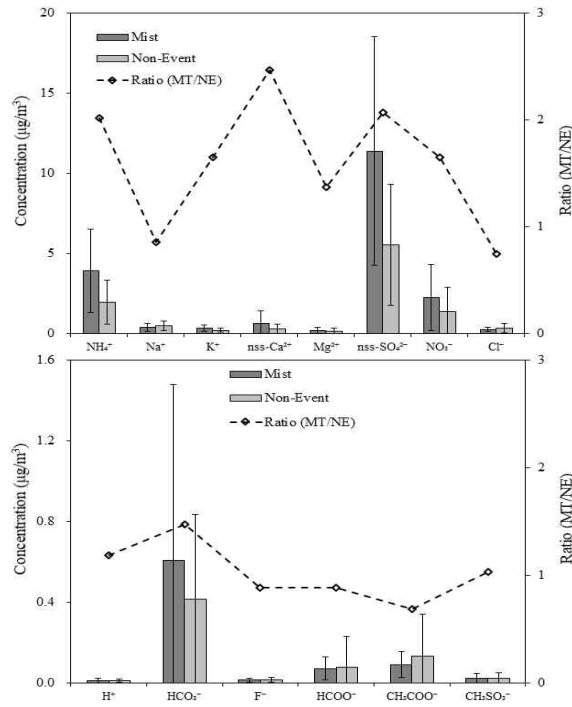 20
15
10
5
0
3
2
1
0
Concentration (μg/m³)
Ratio (MT/NE)
Mist
Non-Event
Ratio (MT/NE)
NH₄⁺ Na⁺ K⁺ nss-Ca²⁺ Mg²⁺ nss-SO₄²⁻ NO₃⁻ Cl⁻
1.6
1.2
0.8
0.4
0.0
3
2
1
0
Concentration (μg/m³)
Ratio (MT/NE)
Mist
Non-Event
Ratio (MT/NE)
H⁺ HCO₃⁻ F⁻ HCOO⁻ CH₃COO⁻ CH₃SO₃⁻